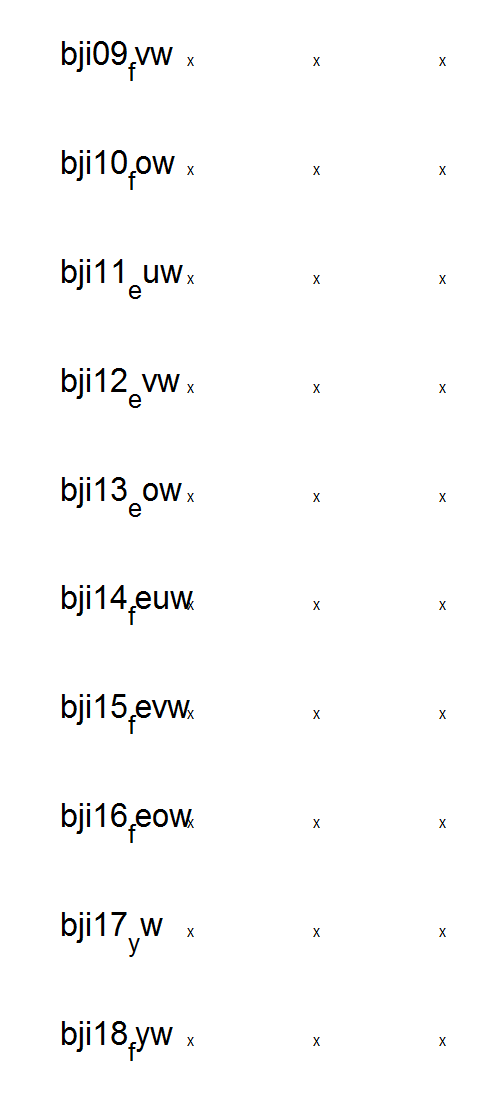 bji09fvw x x x
bji10fow x x x
bji11euw x x x
bji12evw x x x
bji13eow x x x
bji14feuw x x x
bji15fevw x x x
bji16feow x x x
bji17yw x x x
bji18fyw x x x